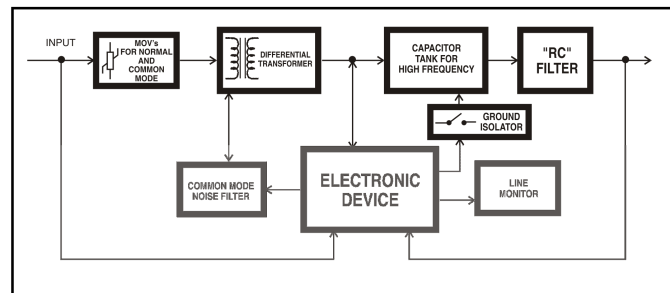 INPUT
MOV's
FOR NORMAL
AND
COMMON
MODE
DIFFERENTIAL
TRANSFORMER
CAPACITOR
TANK FOR
HIGH FREQUENCY
"RC"
FILTER
GROUND
ISOLATOR
COMMON MODE
NOISE FILTER
ELECTRONIC
DEVICE
LINE
MONITOR